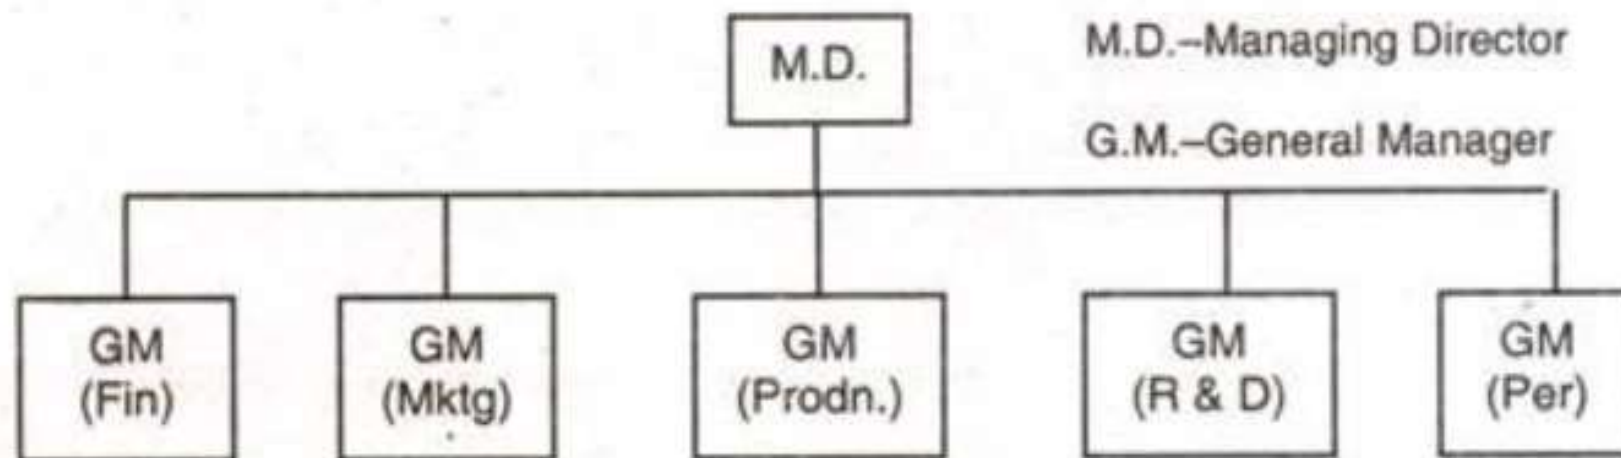 M.D.
M.D.–Managing Director
G.M.–General Manager
GM
(Fin)
GM
(Mktg)
GM
(Prodn.)
GM
(R & D)
GM
(Per)